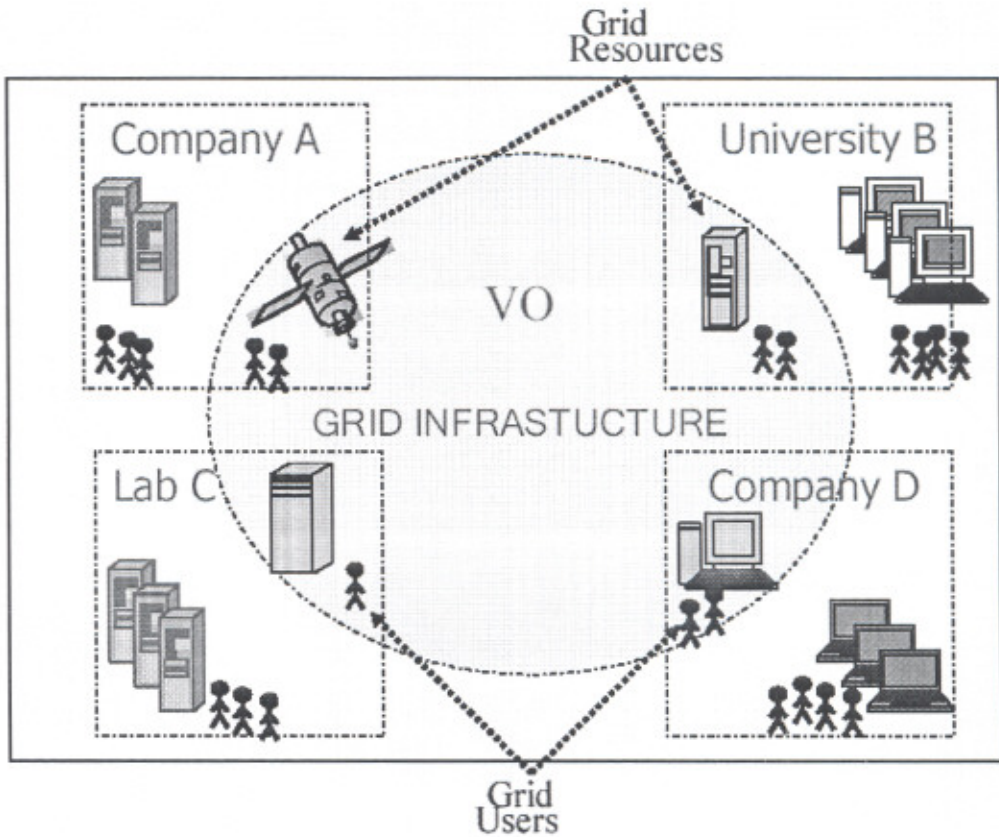 Grid
Resources
Company A
University B
VO
GRID INFRASTUCTURE
Lab C
Company D
Grid
Users